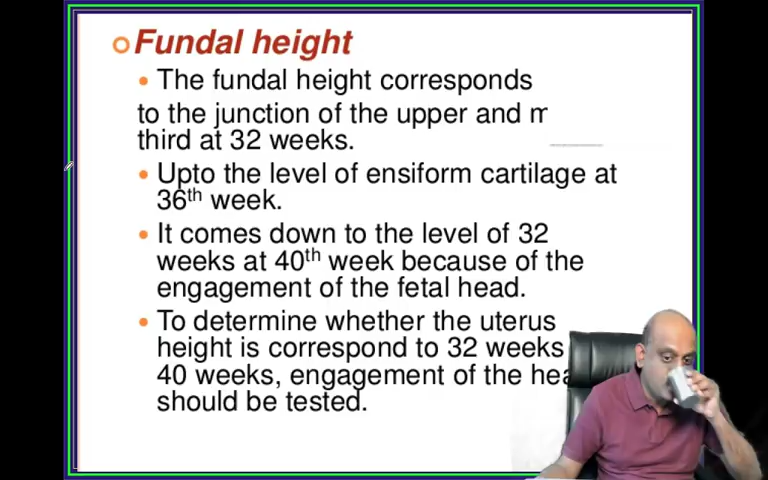 Fundal height
• The fundal height corresponds
to the junction of the upper and
third at 32 weeks.
• Upto the level of ensiform cartilage at
36th week.
• It comes down to the level of 32
weeks at 40th week because of the
engagement of the fetal head.
• To determine whether the uterus
height is correspond to 32 weeks
40 weeks, engagement of the
should be tested.